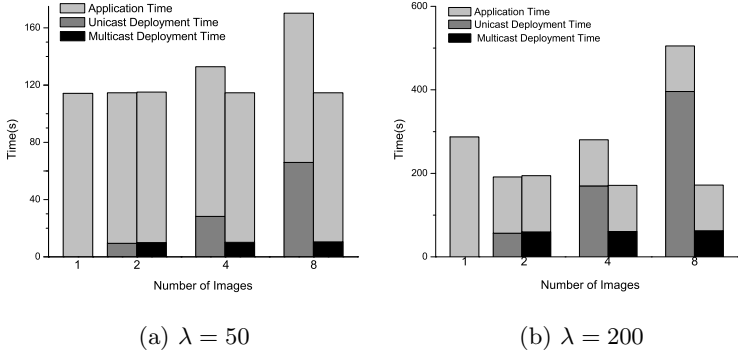 Application Time
Unicast Deployment Time
Multicast Deployment Time
160
120
80
40
0
Time(s)
1 2 4 8
Number of Images
(a) λ = 50
600
400
200
0
Time(s)
Application Time
Unicast Deployment Time
Multicast Deployment Time
1 2 4 8
Number of Images
(b) λ = 200